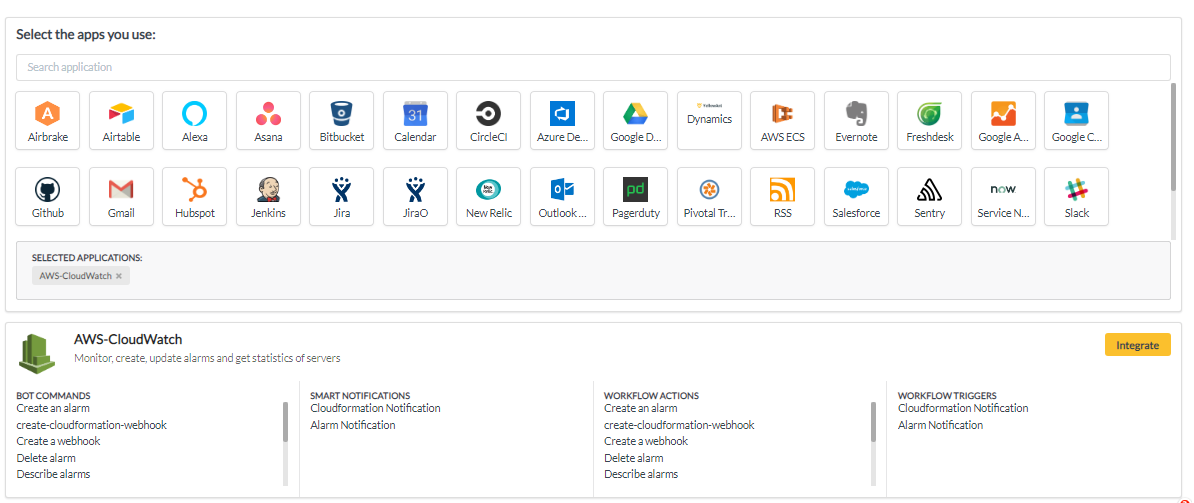 Select the apps you use:
Search application
Airbrake Airtable Alexa Asana Bitbucket Calendar CircleCI Azure De... Google D... Dynamics AWS ECS Evernote Freshdesk Google A... Google C...
Github Gmail Hubspot Jenkins Jira JiraO New Relic Outlook ... Pagerduty Pivotal Tr... RSS Salesforce Sentry Service N... Slack
SELECTED APPLICATIONS:
AWS-CloudWatch ×
AWS-CloudWatch
Monitor, create, update alarms and get statistics of servers
Integrate
BOT COMMANDS
Create an alarm
create-cloudformation-webhook
Create a webhook
Delete alarm
Describe alarms
SMART NOTIFICATIONS
Cloudformation Notification
Alarm Notification
WORKFLOW ACTIONS
Create an alarm
create-cloudformation-webhook
Create a webhook
Delete alarm
Describe alarms
WORKFLOW TRIGGERS
Cloudformation Notification
Alarm Notification